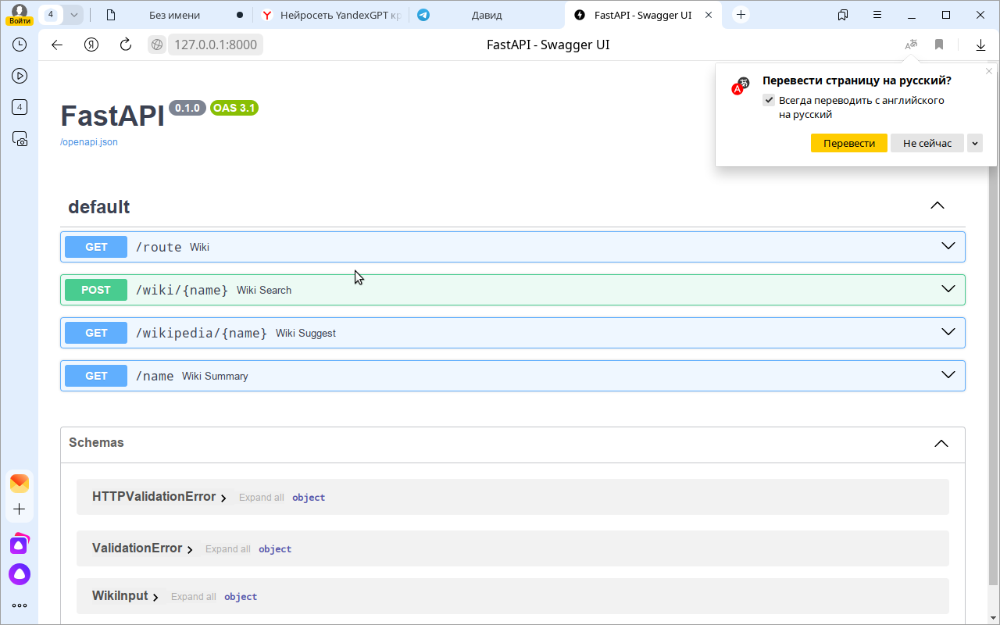 Войти
4
Без имени
Нейросеть YandexGPT кр
Давид
FastAPI - Swagger UI
127.0.0.1:8000
FastAPI - Swagger UI
4
Перевести страницу на русский?
Всегда переводить с английского
на русский
Перевести
Не сейчас
FastAPI 0.1.0 OAS 3.1
/openapi.json
default
GET /route Wiki
POST /wiki/{name} Wiki Search
GET /wikipedia/{name} Wiki Suggest
GET /name Wiki Summary
Schemas
HTTPValidationError Expand all object
ValidationError Expand all object
WikiInput Expand all object